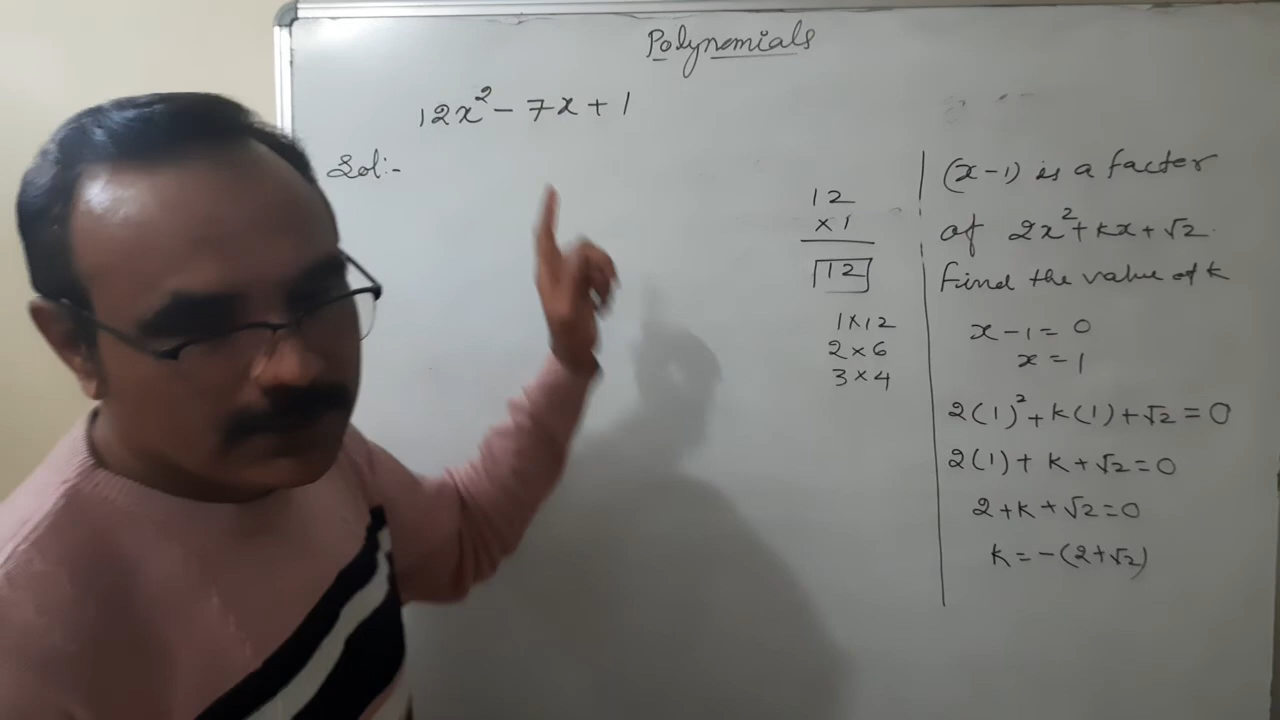 Polynomials
12x² - 7x + 1
Sol:-
12
×1
12
1×12
2×6
3×4
(x-1) is a factor
of 2x² + kx + √2.
Find the value of k
x - 1 = 0
x = 1
2(1)² + k(1) + √2 = 0
2(1) + k + √2 = 0
2 + k + √2 = 0
k = -(2+√2)